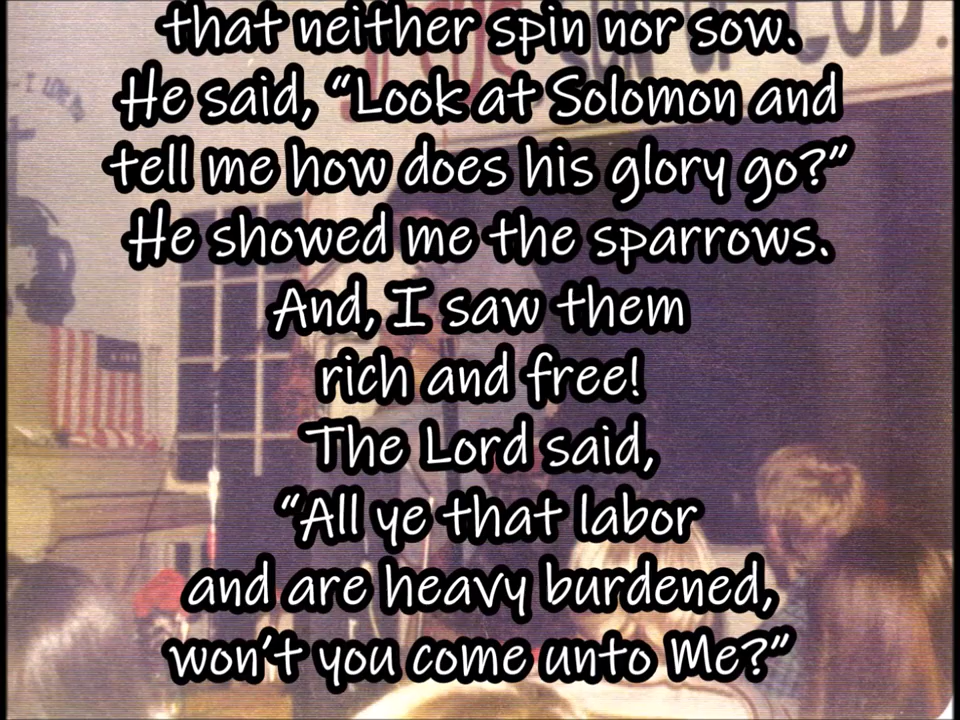 that neither spin nor sow.
He said, “Look at Solomon and
tell me how does his glory go?”
He showed me the sparrows.
And, I saw them
rich and free!
The Lord said,
“All ye that labor
and are heavy burdened,
won’t you come unto Me?”